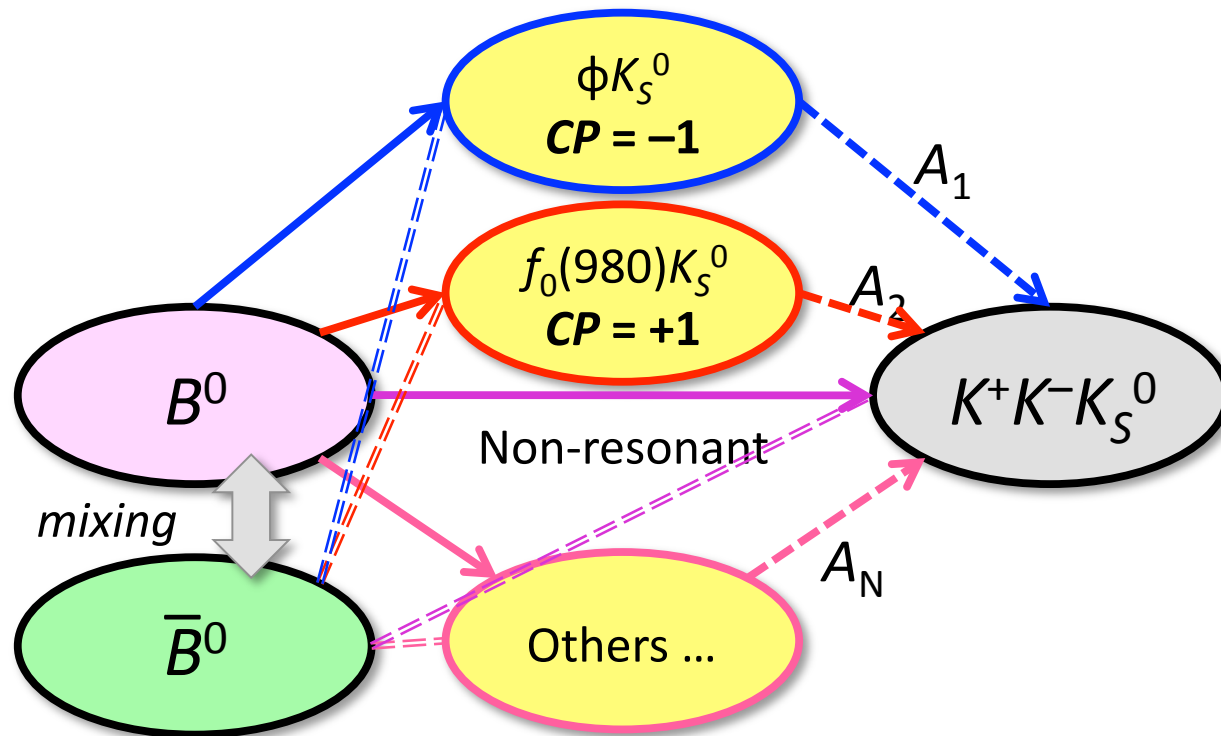 ϕK_S^0
CP = –1
A_1
f_0(980)K_S^0
CP = +1
A_2
B^0
K^+K^–K_S^0
Non-resonant
mixing
A_N
B̅^0
Others …